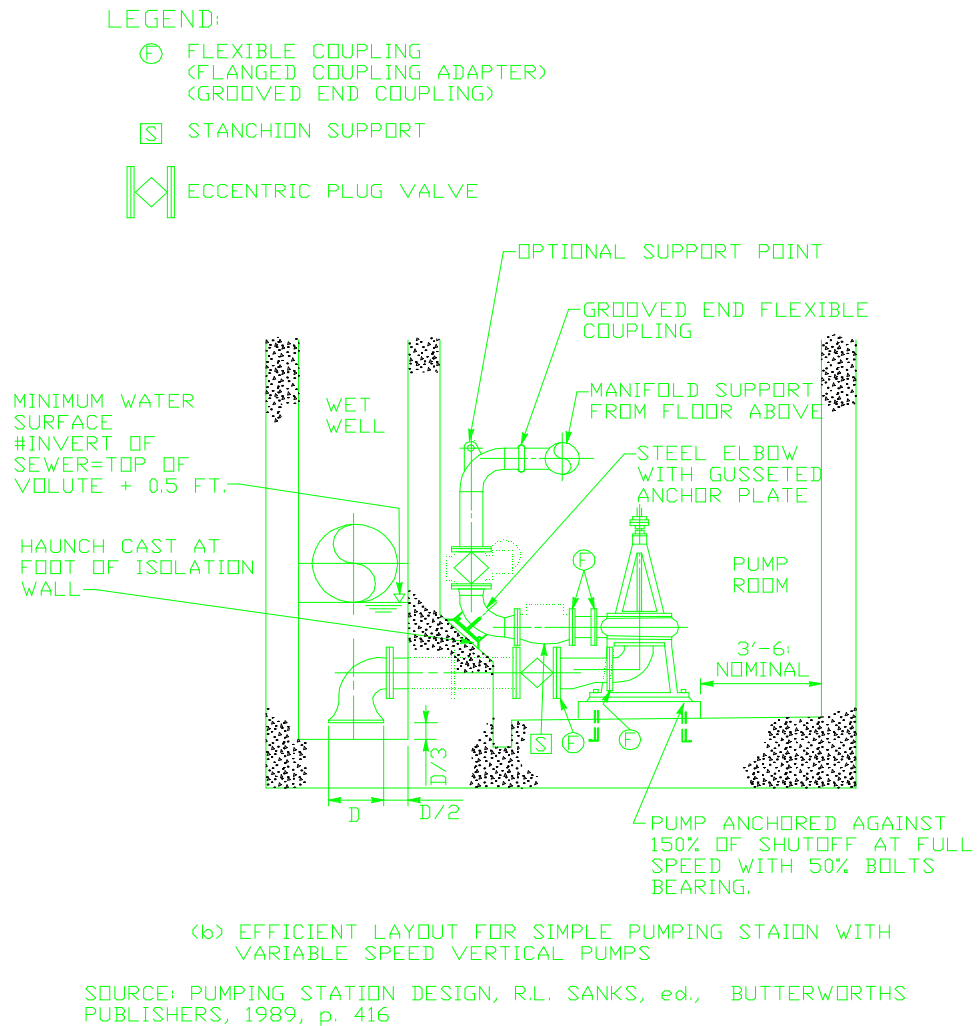 LEGEND:
F FLEXIBLE COUPLING
(FLANGED COUPLING ADAPTER)
(GROOVED END COUPLING)
S STANCHION SUPPORT
ECCENTRIC PLUG VALVE
OPTIONAL SUPPORT POINT
GROOVED END FLEXIBLE
COUPLING
MANIFOLD SUPPORT
FROM FLOOR ABOVE
MINIMUM WATER
SURFACE
#INVERT OF
SEWER=TOP OF
VOLUTE + 0.5 FT.
WET
WELL
STEEL ELBOW
WITH GUSSETED
ANCHOR PLATE
HAUNCH CAST AT
FOOT OF ISOLATION
WALL
F
PUMP
ROOM
3'-6:
NOMINAL
S
F
F
D/3
D
D/2
PUMP ANCHORED AGAINST
150% OF SHUTOFF AT FULL
SPEED WITH 50% BOLTS
BEARING.
(b) EFFICIENT LAYOUT FOR SIMPLE PUMPING STAION WITH
VARIABLE SPEED VERTICAL PUMPS
SOURCE: PUMPING STATION DESIGN, R.L. SANKS, ed., BUTTERWORTHS
PUBLISHERS, 1989, p. 416